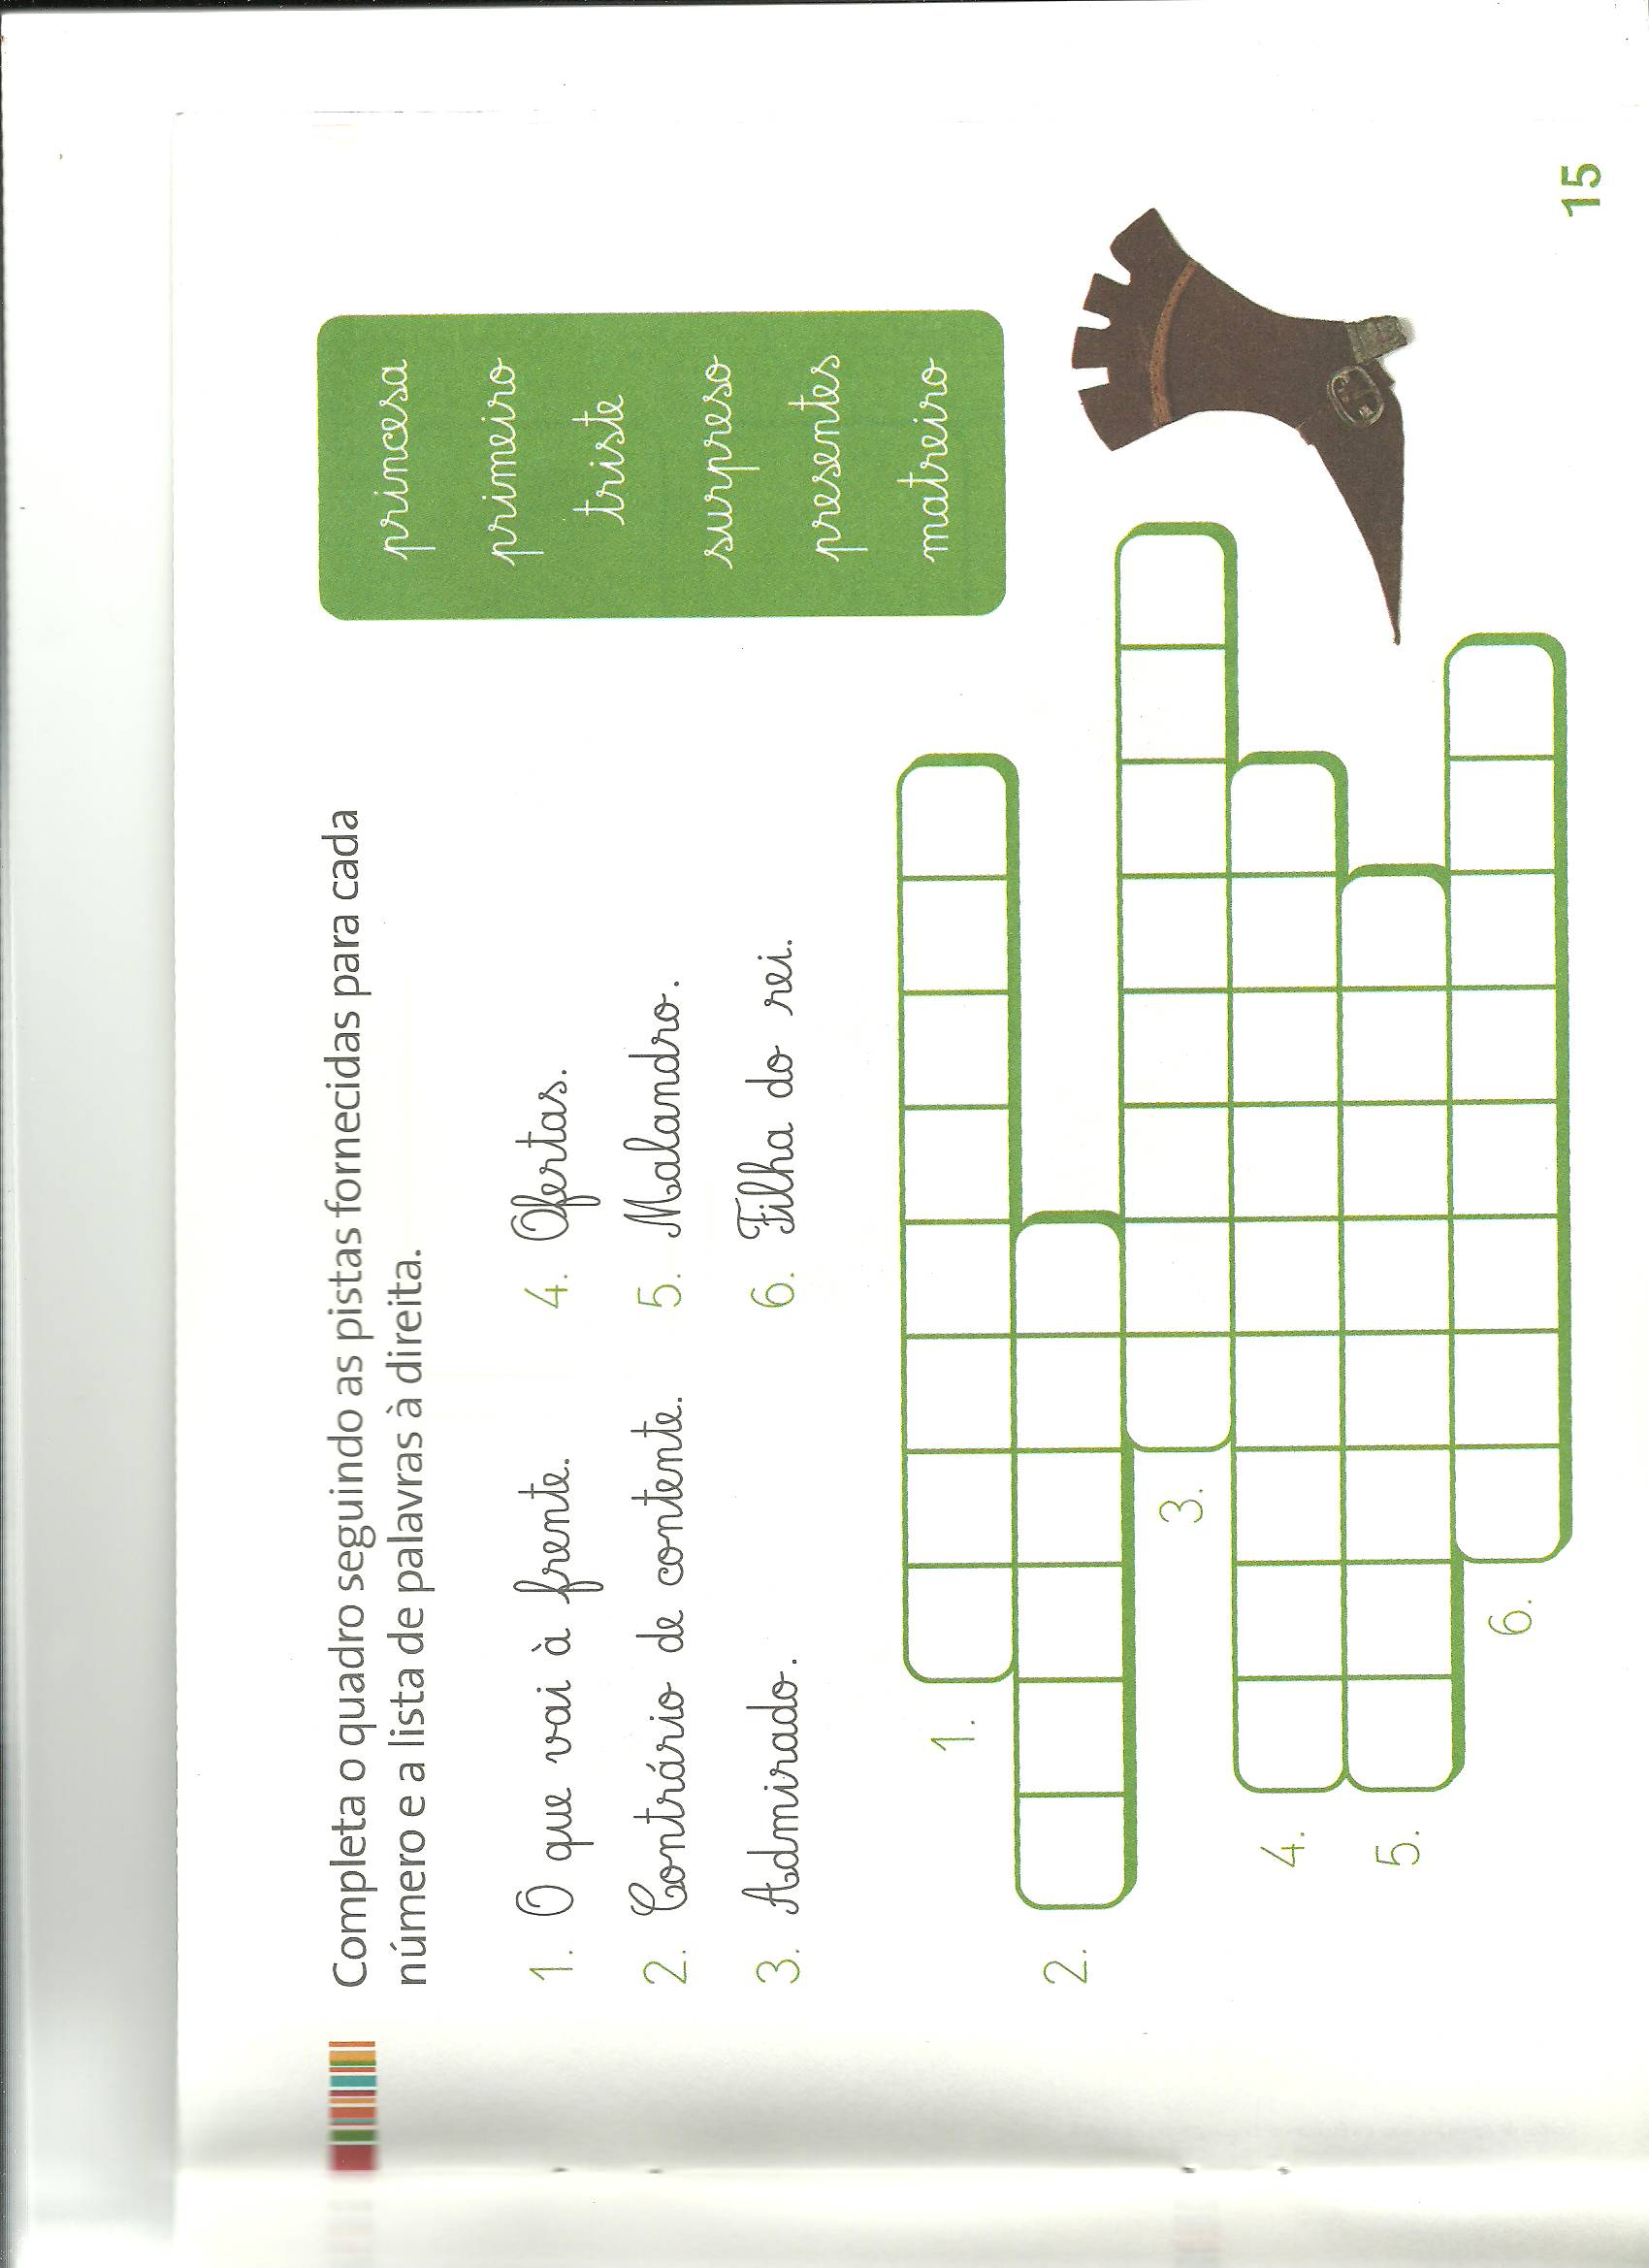 Completa o quadro seguindo as pistas fornecidas para cada
número e a lista de palavras à direita.
1. O que vai à frente.
2. Contrário de contente.
3. Admirado.
4. Ofertas.
5. Malandro.
6. Filha do rei.
princesa
primeiro
triste
surpreso
presentes
matreiro
1.
2.
3.
4.
5.
6.
15